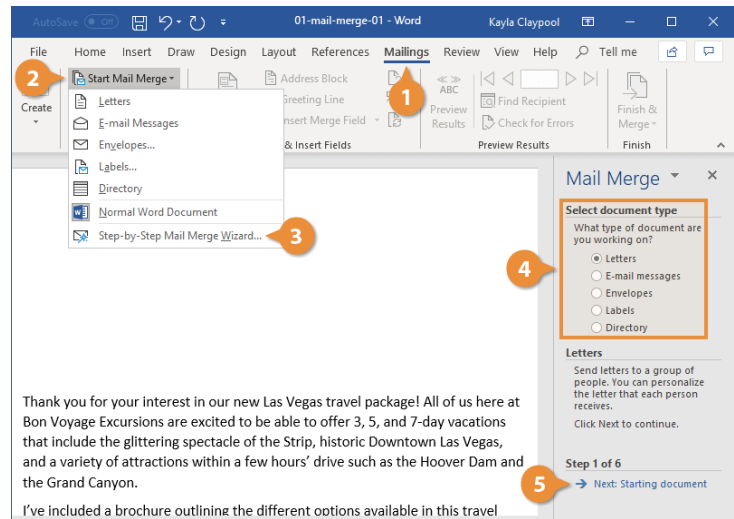 AutoSave Off 01-mail-merge-01 - Word Kayla Claypool
File Home Insert Draw Design Layout References Mailings Review View Help Tell me
2 Start Mail Merge Address Block 1 ABC
Create Letters Greeting Line Preview Find Recipient Finish &
E-mail Messages Insert Merge Field Results Check for Errors Merge
Envelopes... & Insert Fields Preview Results Finish
Labels...
Directory
Normal Word Document
Step-by-Step Mail Merge Wizard... 3
Mail Merge
Select document type
What type of document are
you working on?
4 Letters
E-mail messages
Envelopes
Labels
Directory
Letters
Send letters to a group of
people. You can personalize
the letter that each person
receives.
Click Next to continue.
Step 1 of 6
5 Next: Starting document
Thank you for your interest in our new Las Vegas travel package! All of us here at
Bon Voyage Excursions are excited to be able to offer 3, 5, and 7-day vacations
that include the glittering spectacle of the Strip, historic Downtown Las Vegas,
and a variety of attractions within a few hours' drive such as the Hoover Dam and
the Grand Canyon.
I've included a brochure outlining the different options available in this travel